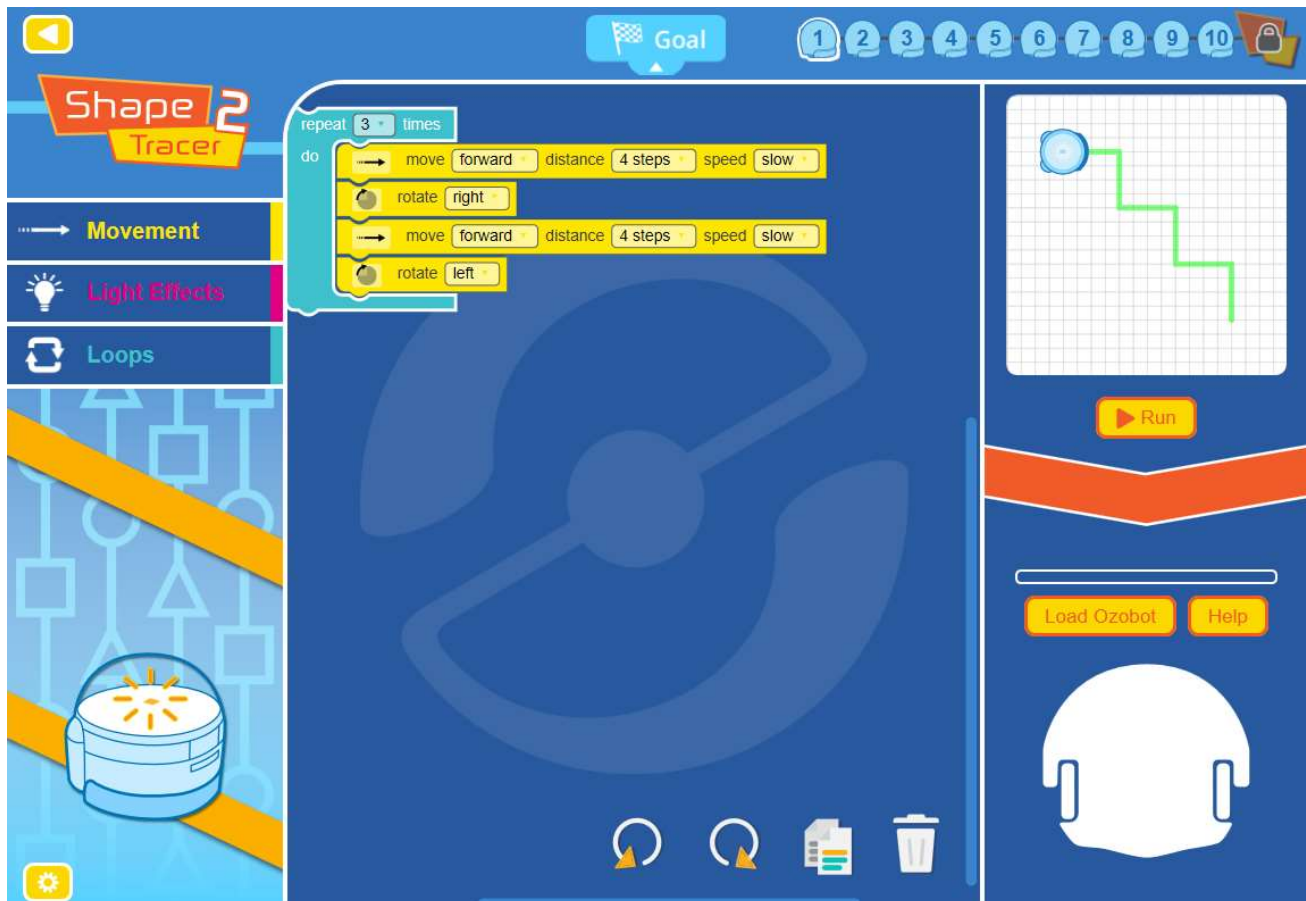 Goal
1 2 3 4 5 6 7 8 9 10
Shape 2
Tracer
Movement
Light Effects
Loops
repeat 3 times
do
move forward distance 4 steps speed slow
rotate right
move forward distance 4 steps speed slow
rotate left
Run
Load Ozobot Help